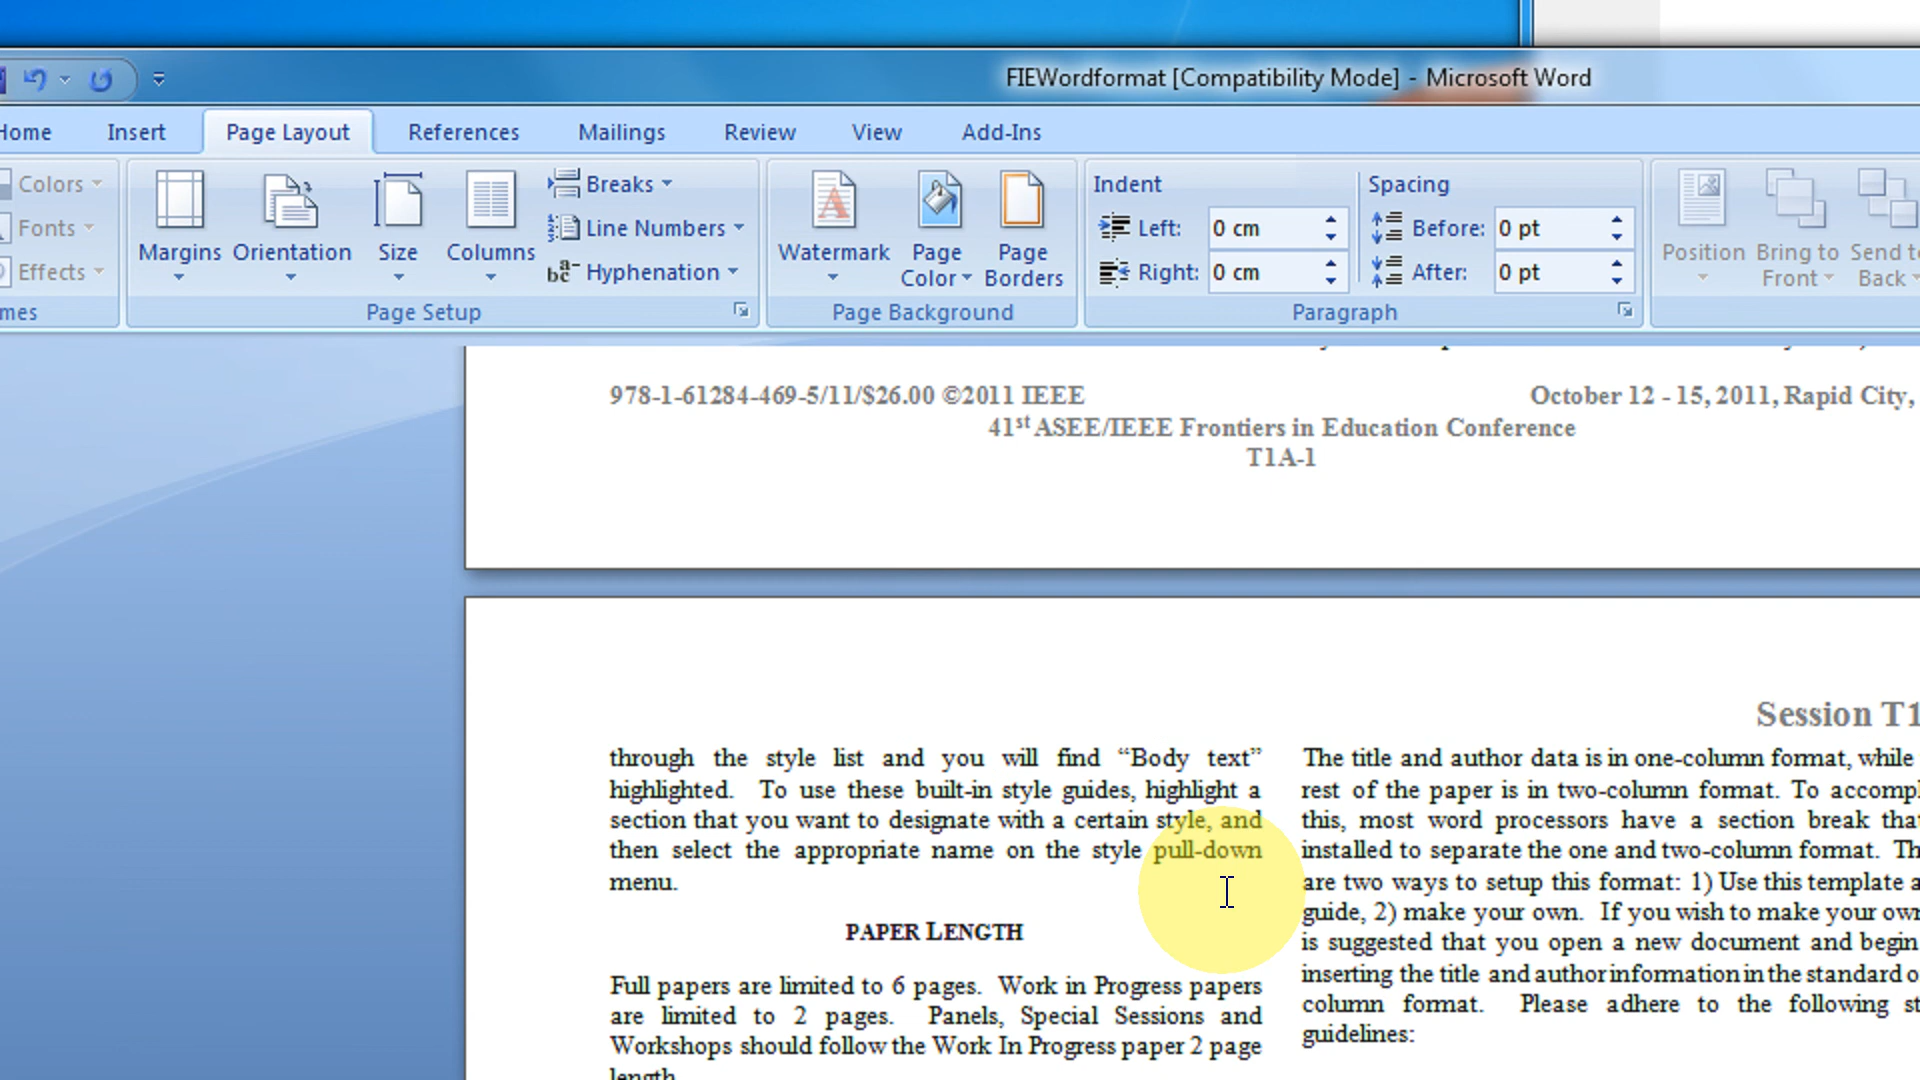 FIEWordformat [Compatibility Mode] - Microsoft Word
Home Insert Page Layout References Mailings Review View Add-Ins
Colors Fonts Effects
Margins Orientation Size Columns
Breaks
Line Numbers
Hyphenation
Page Setup
Watermark Page Color Page Borders
Page Background
Indent
Left: 0 cm
Right: 0 cm
Spacing
Before: 0 pt
After: 0 pt
Paragraph
Position Bring to Front Send to Back
978-1-61284-469-5/11/$26.00 ©2011 IEEE October 12 - 15, 2011, Rapid City,
41st ASEE/IEEE Frontiers in Education Conference
T1A-1
Session T1
through the style list and you will find “Body text”
highlighted. To use these built-in style guides, highlight a
section that you want to designate with a certain style, and
then select the appropriate name on the style pull-down
menu.
PAPER LENGTH
Full papers are limited to 6 pages. Work in Progress papers
are limited to 2 pages. Panels, Special Sessions and
Workshops should follow the Work In Progress paper 2 page
length.
The title and author data is in one-column format, while
rest of the paper is in two-column format. To accompl
this, most word processors have a section break that
installed to separate the one and two-column format. Th
are two ways to setup this format: 1) Use this template a
guide, 2) make your own. If you wish to make your own
is suggested that you open a new document and begin
inserting the title and author information in the standard o
column format. Please adhere to the following st
guidelines: